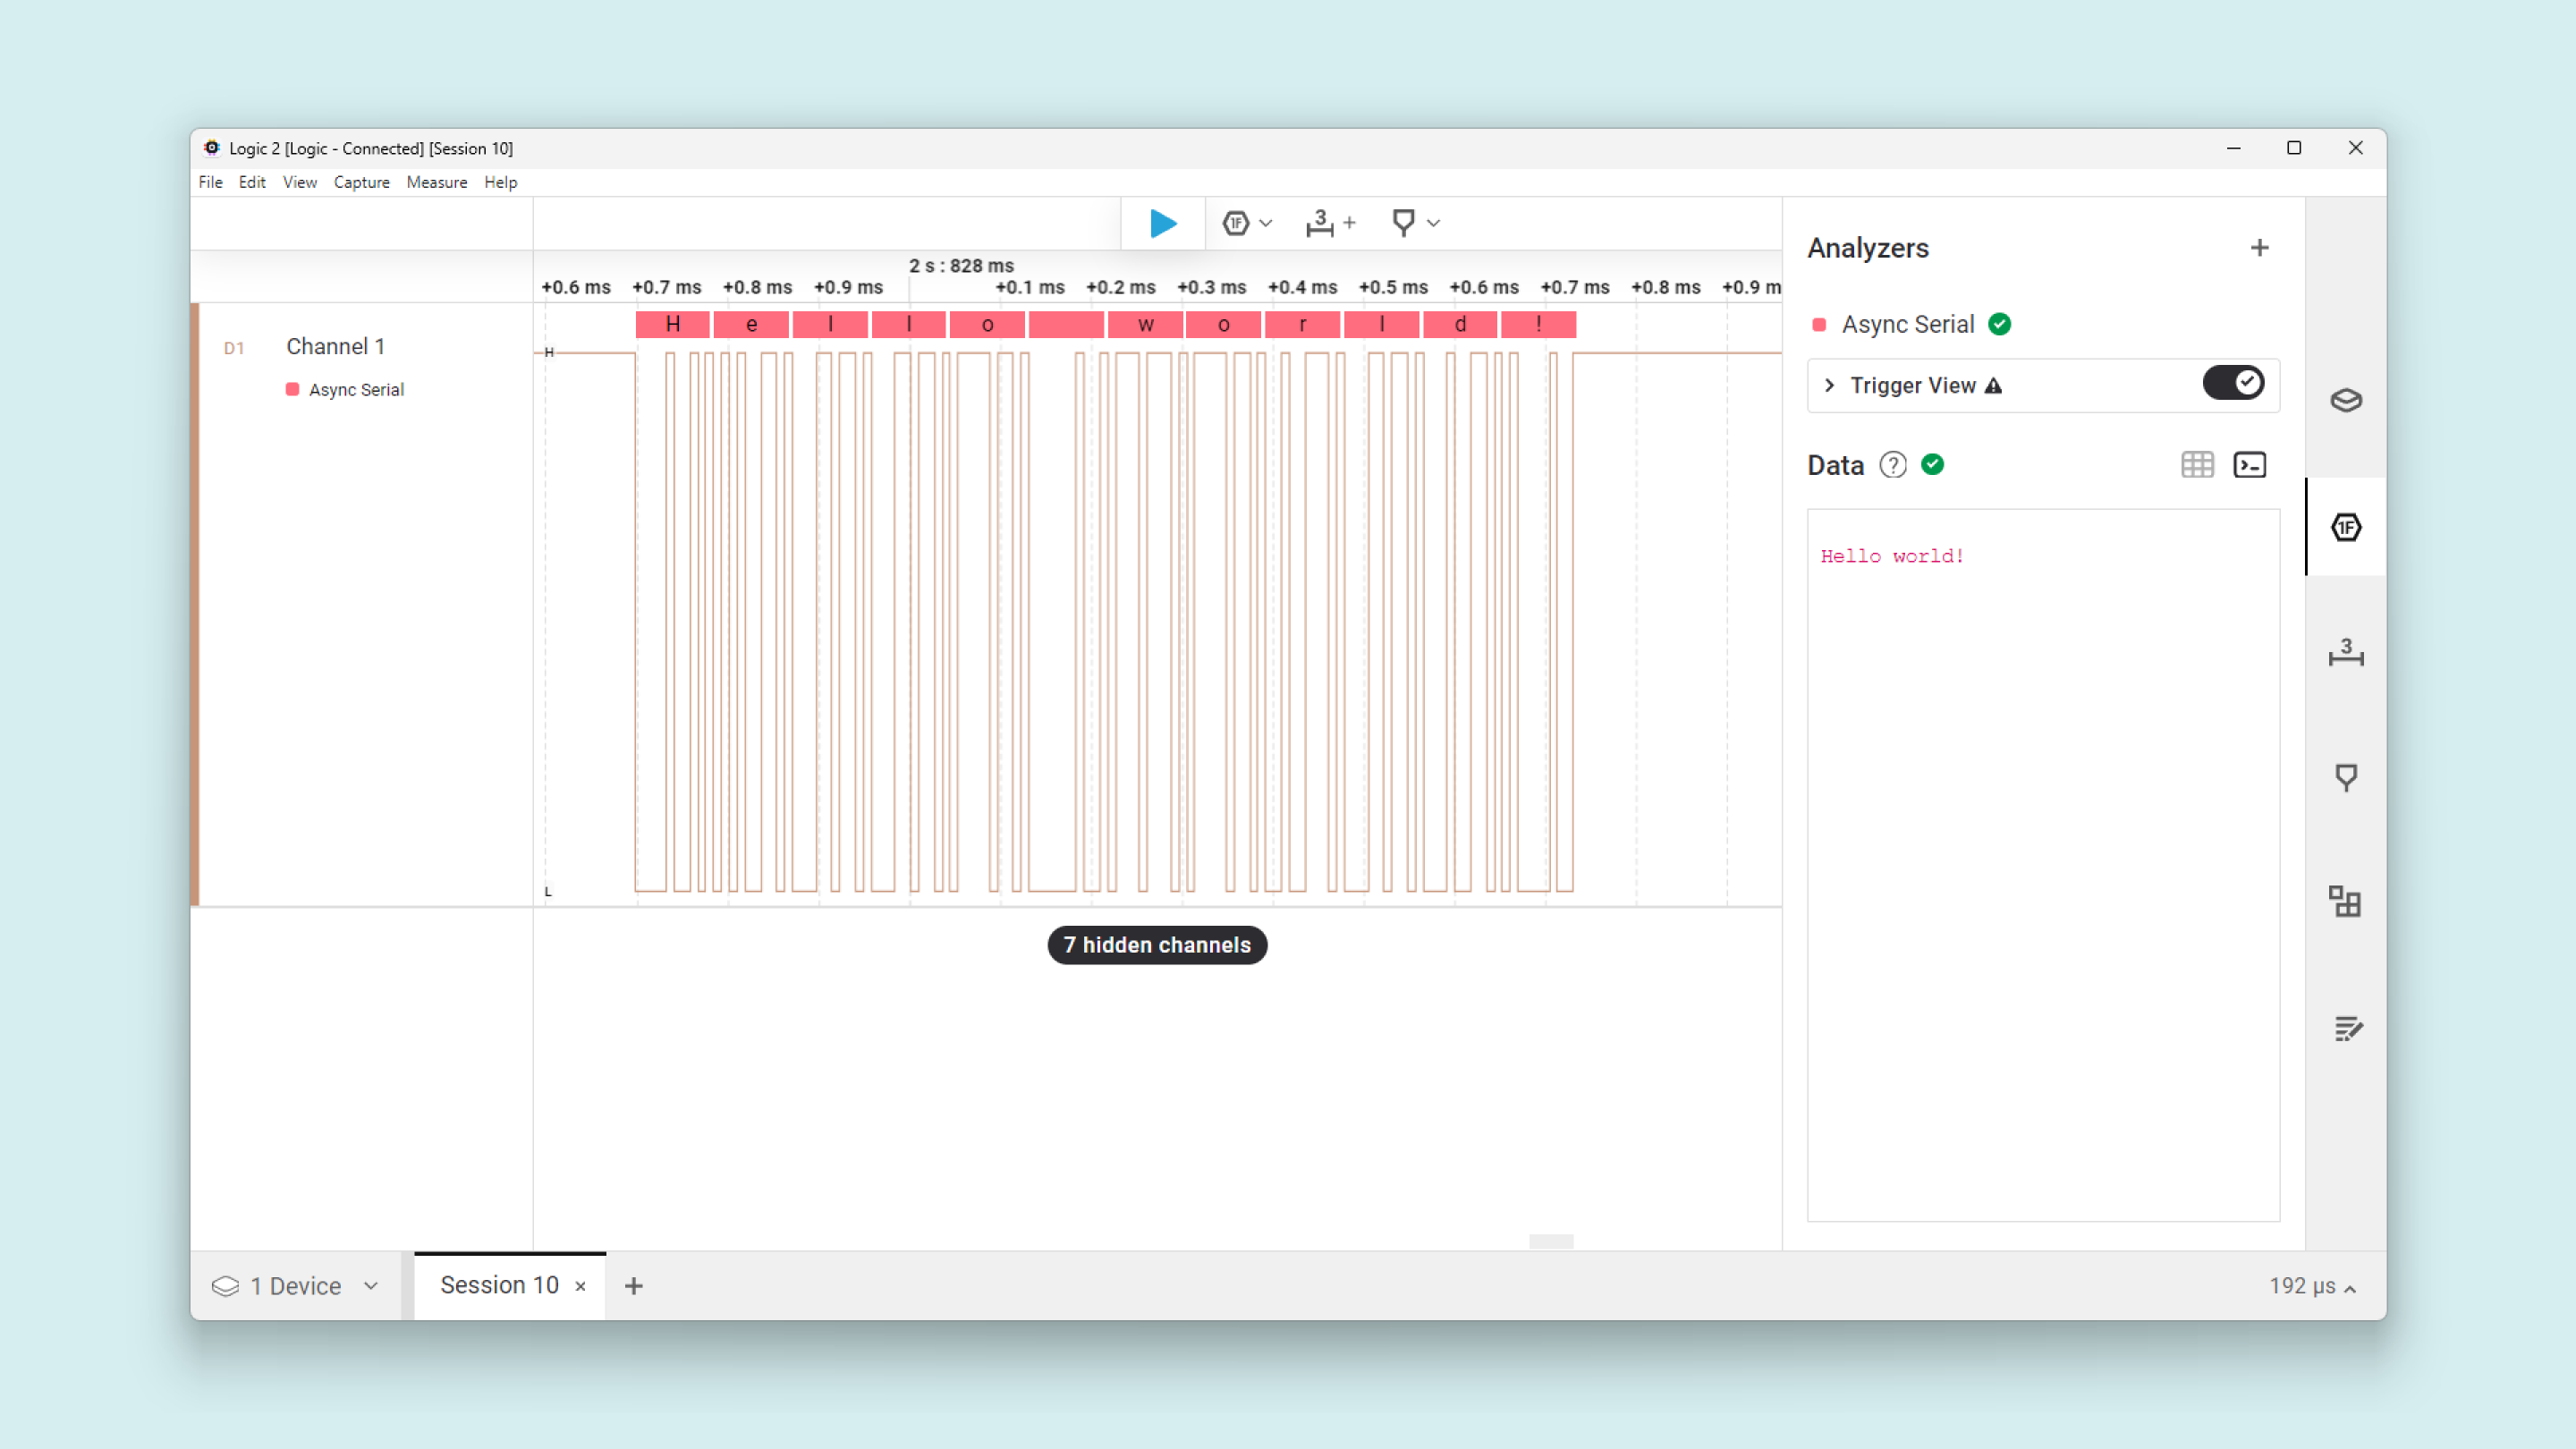 Logic 2 [Logic - Connected] [Session 10]
File Edit View Capture Measure Help
1F
3
2 s : 828 ms
+0.6 ms +0.7 ms +0.8 ms +0.9 ms +0.1 ms +0.2 ms +0.3 ms +0.4 ms +0.5 ms +0.6 ms +0.7 ms +0.8 ms +0.9 m
H e l l o w o r l d !
D1 Channel 1
Async Serial
H
L
7 hidden channels
Analyzers
Async Serial
Trigger View
Data ?
Hello world!
1F
3
1 Device Session 10 192 µs